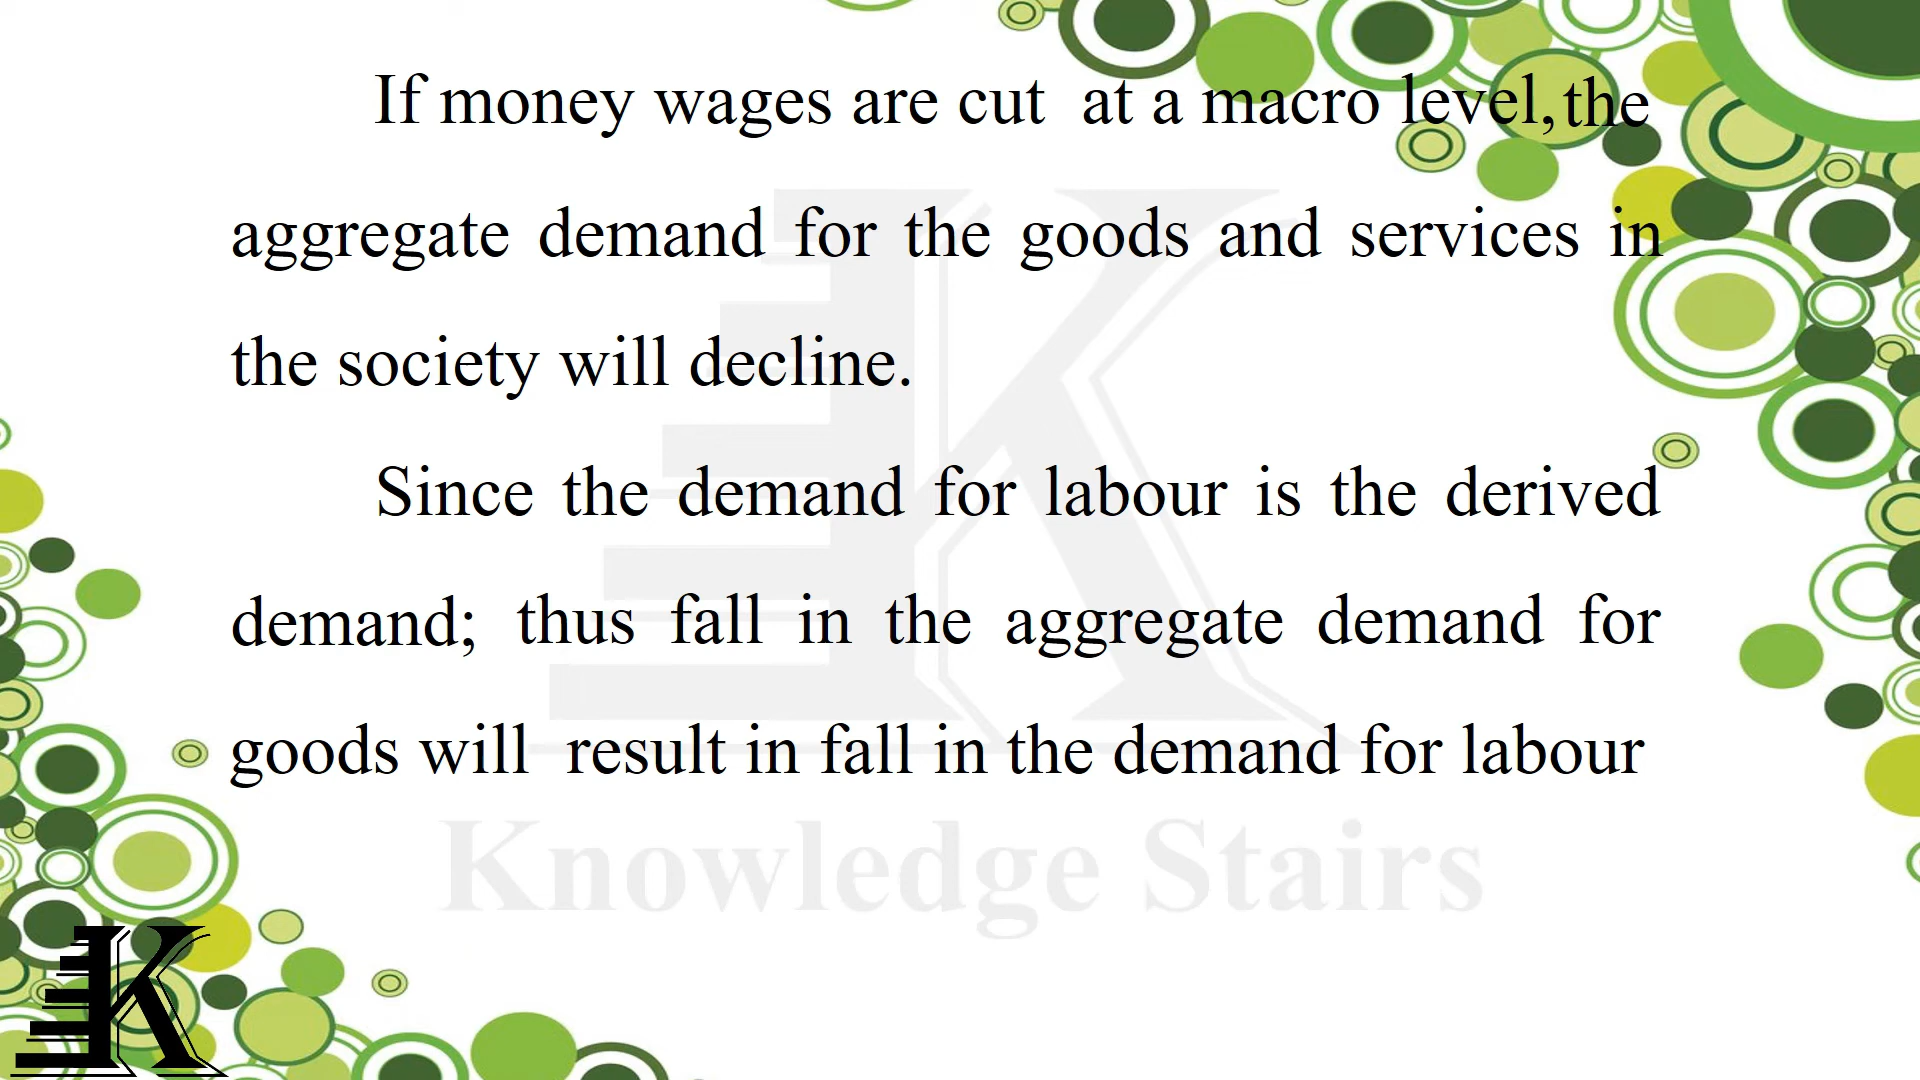 If money wages are cut at a macro level, the
aggregate demand for the goods and services in
the society will decline.
Since the demand for labour is the derived
demand; thus fall in the aggregate demand for
goods will result in fall in the demand for labour
Knowledge Stairs